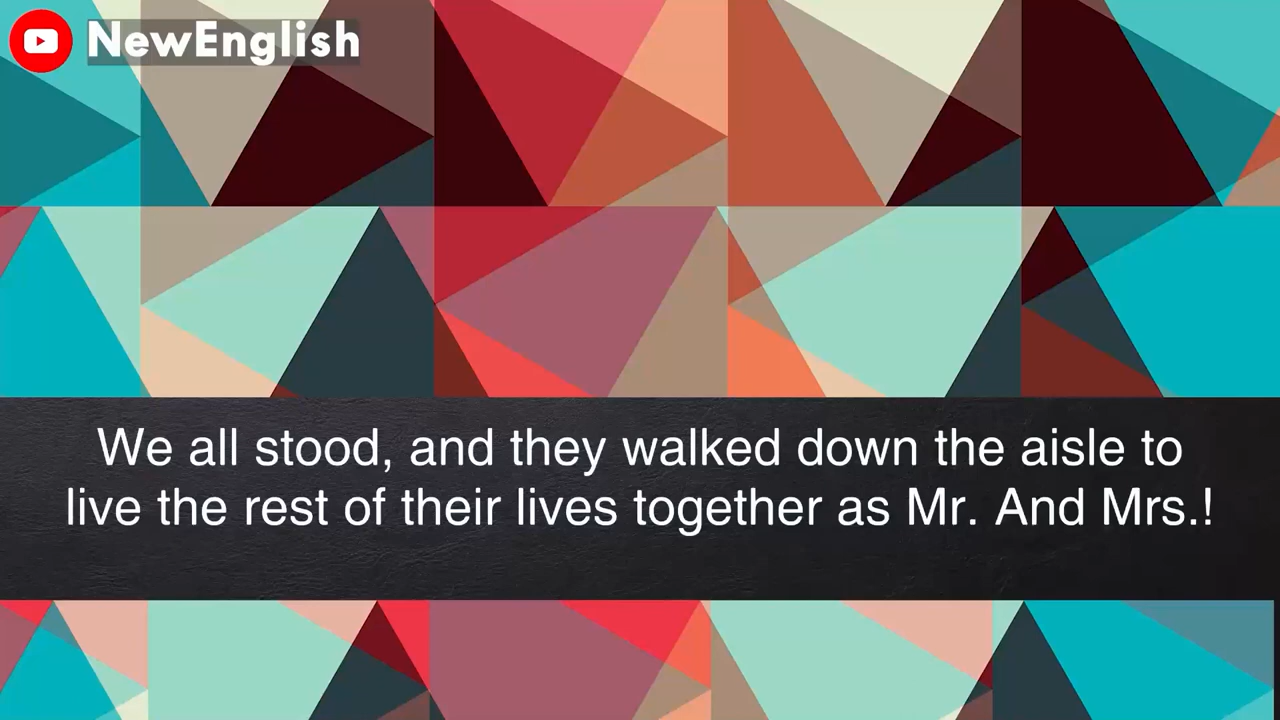 NewEnglish
We all stood, and they walked down the aisle to
live the rest of their lives together as Mr. And Mrs.!